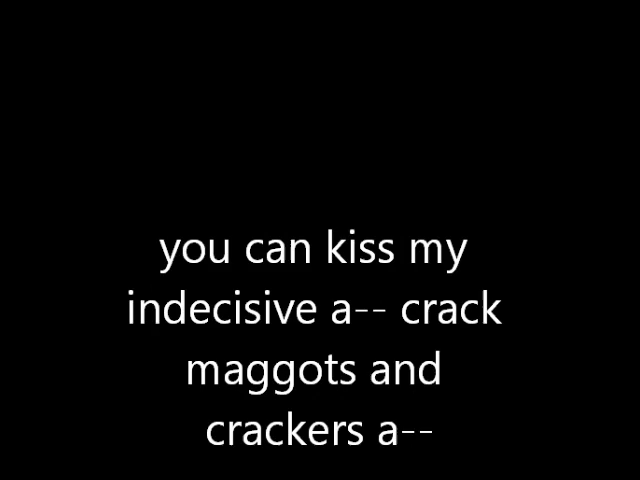 you can kiss my
indecisive a-- crack
maggots and
crackers a--